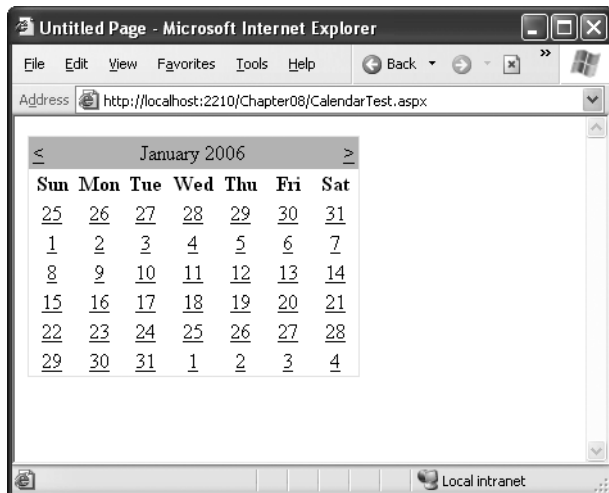 Untitled Page - Microsoft Internet Explorer
File Edit View Favorites Tools Help Back »
Address http://localhost:2210/Chapter08/CalendarTest.aspx
< January 2006 >
Sun Mon Tue Wed Thu Fri Sat
25 26 27 28 29 30 31
1 2 3 4 5 6 7
8 9 10 11 12 13 14
15 16 17 18 19 20 21
22 23 24 25 26 27 28
29 30 31 1 2 3 4
Local intranet